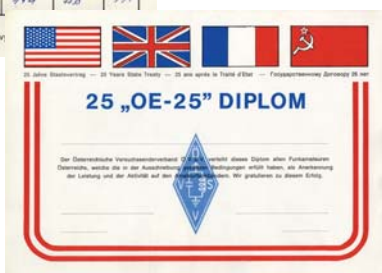 25 Jahre Staatsvertrag — 25 Years State Treaty — 25 ans après le Traité d'Etat — Государственному Договору 25 лет
25 „OE-25” DIPLOM
Der Österreichische Versuchssenderverband verleiht dieses Diplom allen Funkamateuren
Österreichs, welche die in der Ausschreibung Bedingungen erfüllt haben, als Anerkennung
der Leistung und der Aktivität auf den Wir gratulieren zu diesem Erfolg.